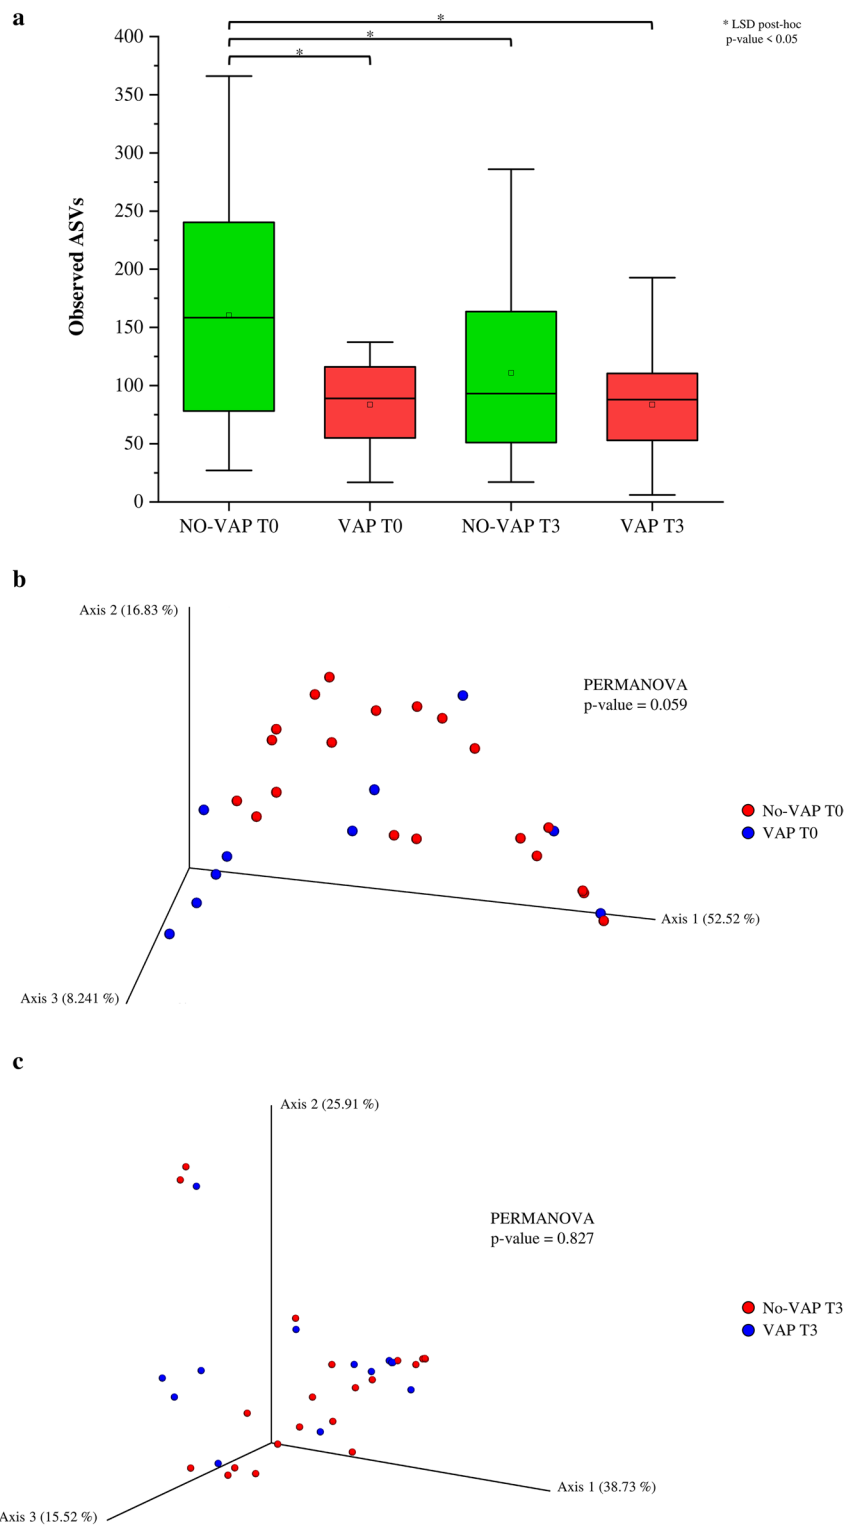 a
*
*
*
* LSD post-hoc
p-value < 0.05
400
350
300
250
200
150
100
50
0
Observed ASVs
NO-VAP T0
VAP T0
NO-VAP T3
VAP T3
b
Axis 2 (16.83 %)
PERMANOVA
p-value = 0.059
No-VAP T0
VAP T0
Axis 1 (52.52 %)
Axis 3 (8.241 %)
c
Axis 2 (25.91 %)
PERMANOVA
p-value = 0.827
No-VAP T3
VAP T3
Axis 1 (38.73 %)
Axis 3 (15.52 %)